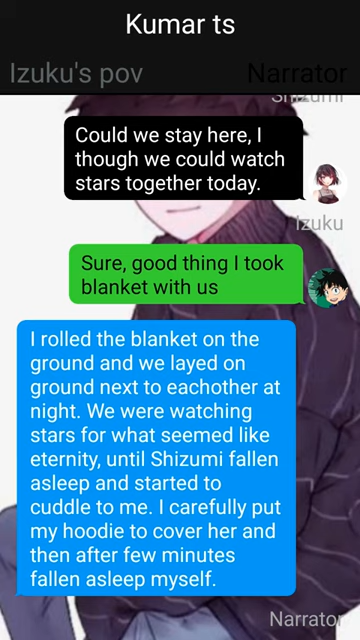 Kumar ts
Izuku's pov
Narrator
Shizumi
Could we stay here, I
though we could watch
stars together today.
Izuku
Sure, good thing I took
blanket with us
I rolled the blanket on the
ground and we layed on
ground next to eachother at
night. We were watching
stars for what seemed like
eternity, until Shizumi fallen
asleep and started to
cuddle to me. I carefully put
my hoodie to cover her and
then after few minutes
fallen asleep myself.
Narrator